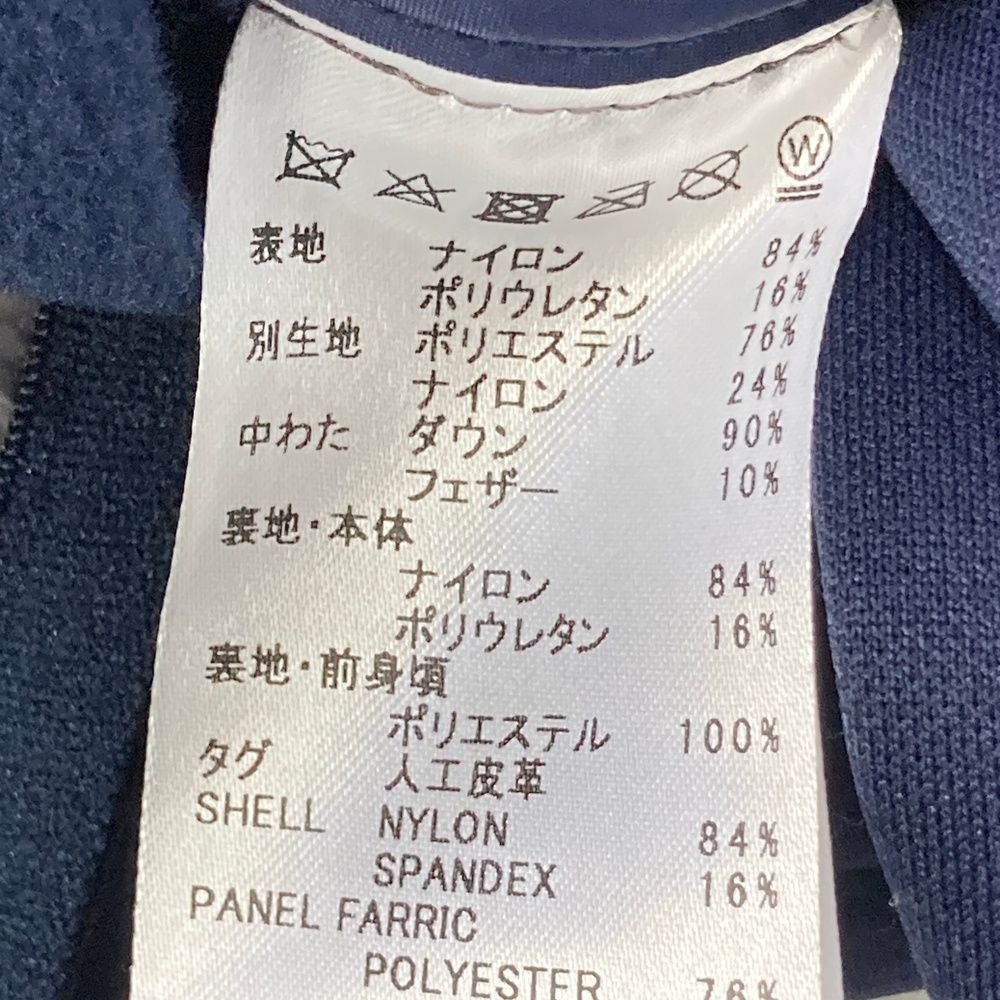 W
表地 ナイロン 84%
ポリウレタン 16%
別生地 ポリエステル 76%
ナイロン 24%
中わた ダウン 90%
フェザー 10%
裏地・本体
ナイロン 84%
ポリウレタン 16%
裏地・前身頃
ポリエステル 100%
タグ 人工皮革
SHELL NYLON 84%
SPANDEX 16%
PANEL FARRIC
POLYESTER 76%